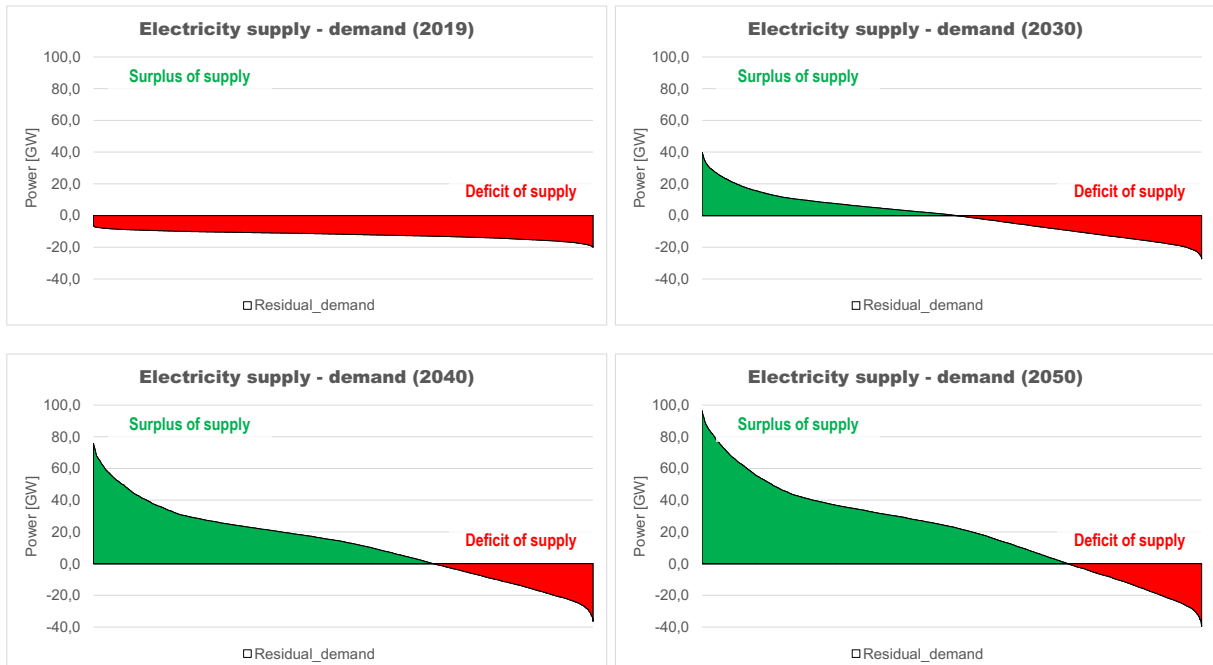 Electricity supply - demand (2019)
100,0
80,0
60,0
40,0
20,0
0,0
-20,0
-40,0
Power [GW]
Surplus of supply
Deficit of supply
Residual_demand
Electricity supply - demand (2030)
100,0
80,0
60,0
40,0
20,0
0,0
-20,0
-40,0
Power [GW]
Surplus of supply
Deficit of supply
Residual_demand
Electricity supply - demand (2040)
100,0
80,0
60,0
40,0
20,0
0,0
-20,0
-40,0
Power [GW]
Surplus of supply
Deficit of supply
Residual_demand
Electricity supply - demand (2050)
100,0
80,0
60,0
40,0
20,0
0,0
-20,0
-40,0
Power [GW]
Surplus of supply
Deficit of supply
Residual_demand